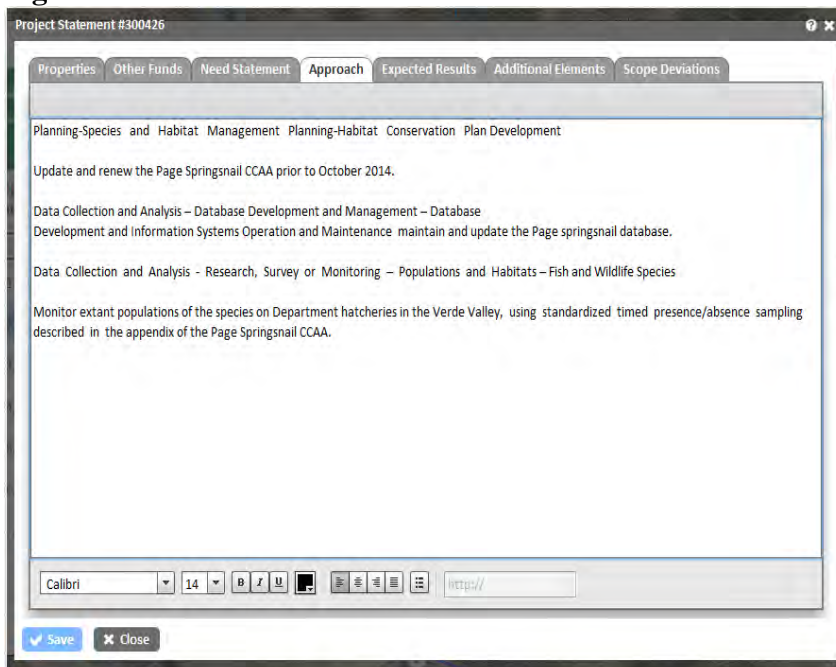 Project Statement #300426
Properties Other Funds Need Statement Approach Expected Results Additional Elements Scope Deviations
Planning-Species and Habitat Management Planning-Habitat Conservation Plan Development
Update and renew the Page Springsnail CCAA prior to October 2014.
Data Collection and Analysis – Database Development and Management – Database
Development and Information Systems Operation and Maintenance maintain and update the Page springsnail database.
Data Collection and Analysis - Research, Survey or Monitoring – Populations and Habitats – Fish and Wildlife Species
Monitor extant populations of the species on Department hatcheries in the Verde Valley, using standardized timed presence/absence sampling
described in the appendix of the Page Springsnail CCAA.
Calibri 14 B I U http://
Save Close